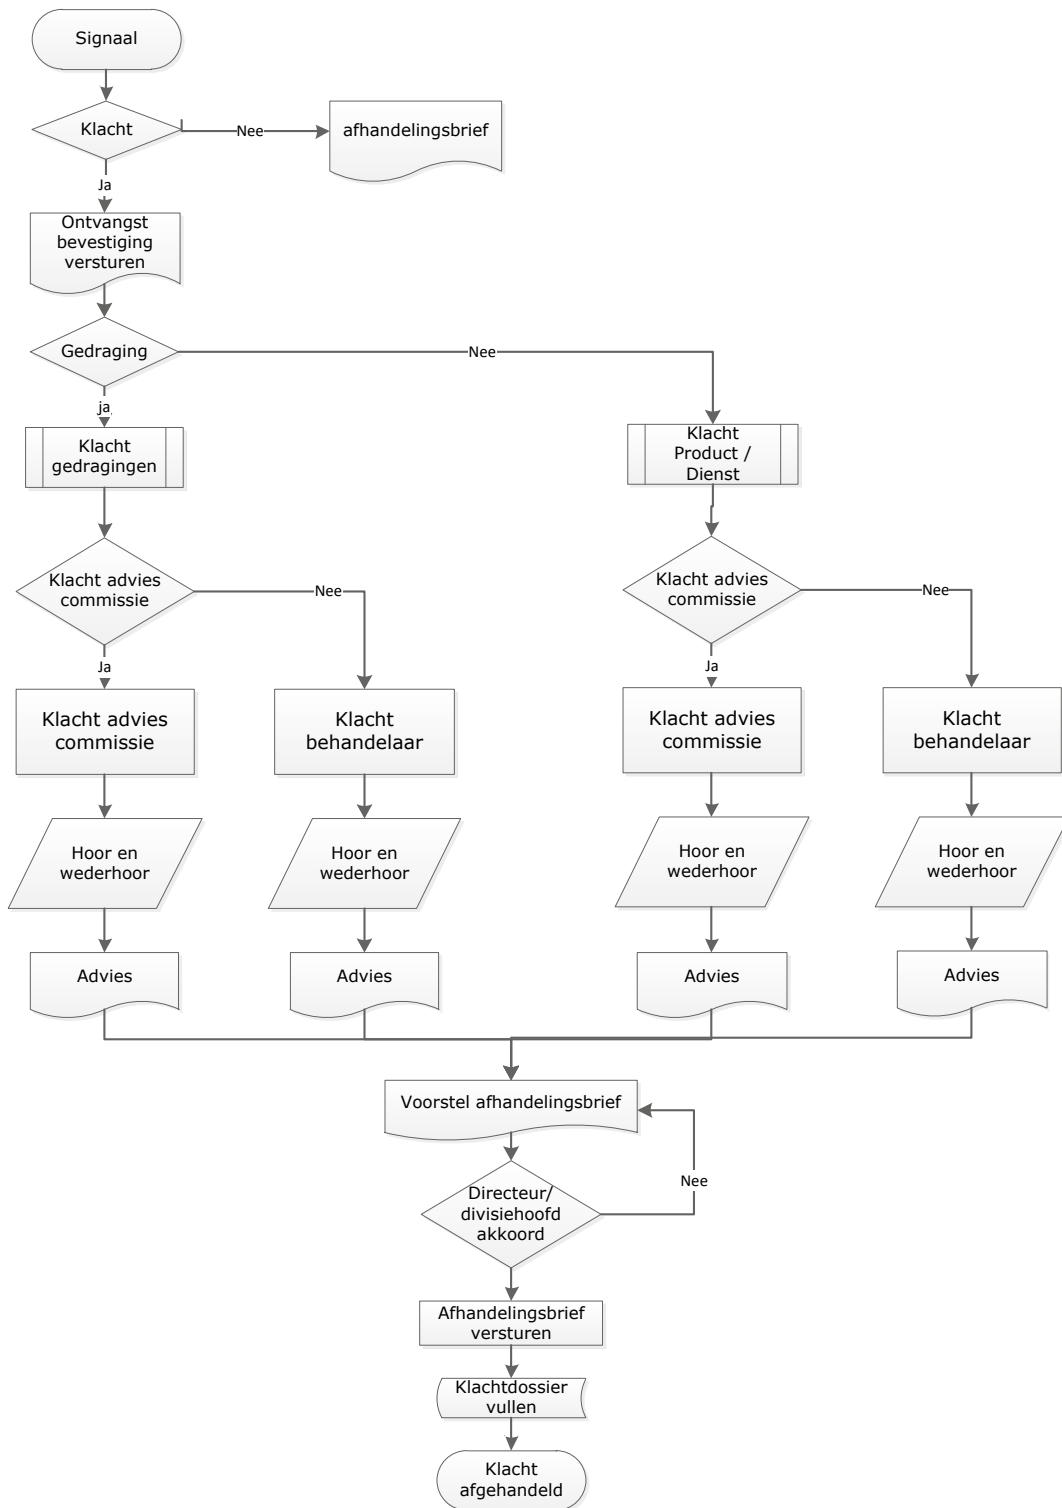 Signaal
Klacht
Nee
afhandelingsbrief
Ja
Ontvangst
bevestiging
versturen
Gedraging
Nee
ja
Klacht
gedragingen
Klacht
Product /
Dienst
Klacht advies
commissie
Nee
Klacht advies
commissie
Nee
Ja
Ja
Klacht advies
commissie
Klacht
behandelaar
Klacht advies
commissie
Klacht
behandelaar
Hoor en
wederhoor
Hoor en
wederhoor
Hoor en
wederhoor
Hoor en
wederhoor
Advies
Advies
Advies
Advies
Voorstel afhandelingsbrief
Nee
Directeur/
divisiehoofd
akkoord
Afhandelingsbrief
versturen
Klachtdossier
vullen
Klacht
afgehandeld